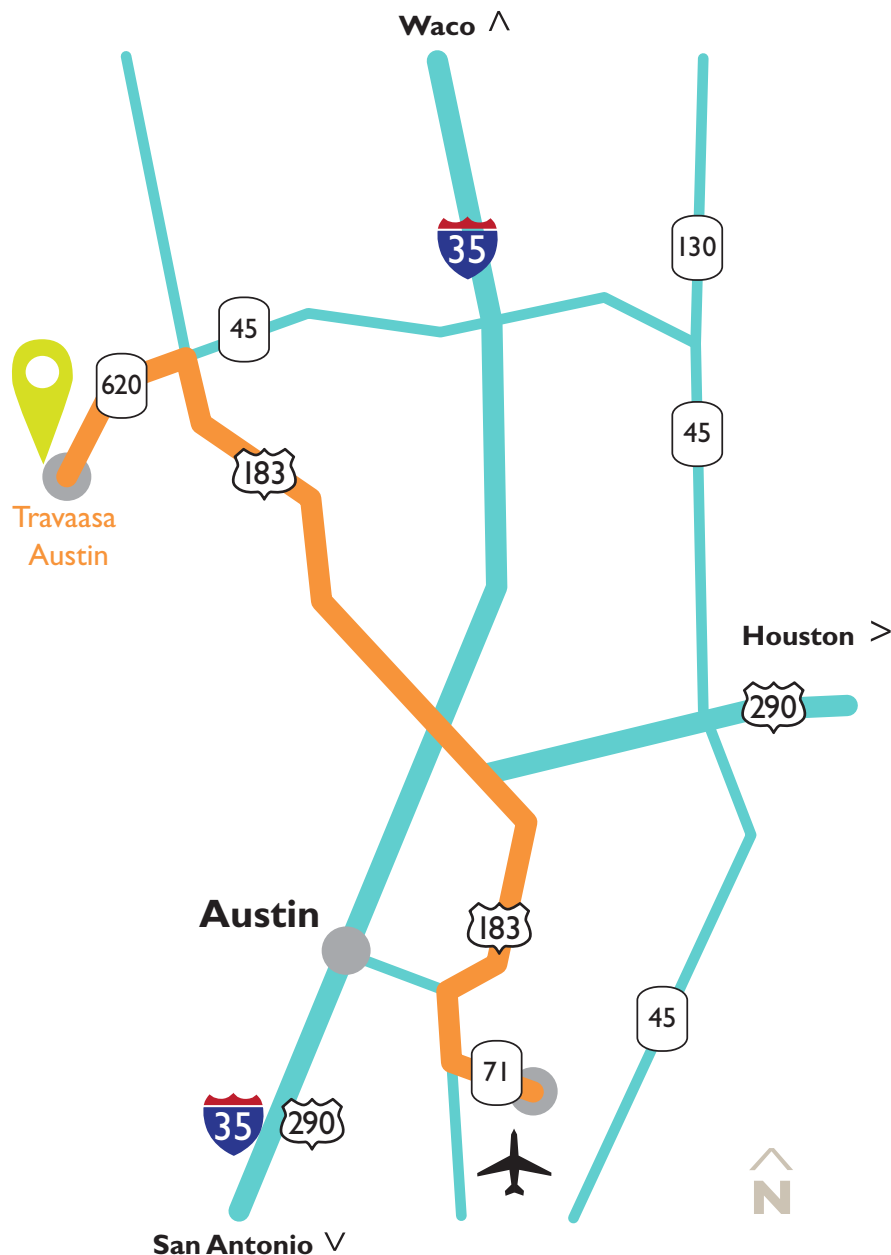 Waco ^
35
130
45
620
45
183
Travaasa
Austin
Houston >
290
Austin
183
45
71
35
290
N
San Antonio v